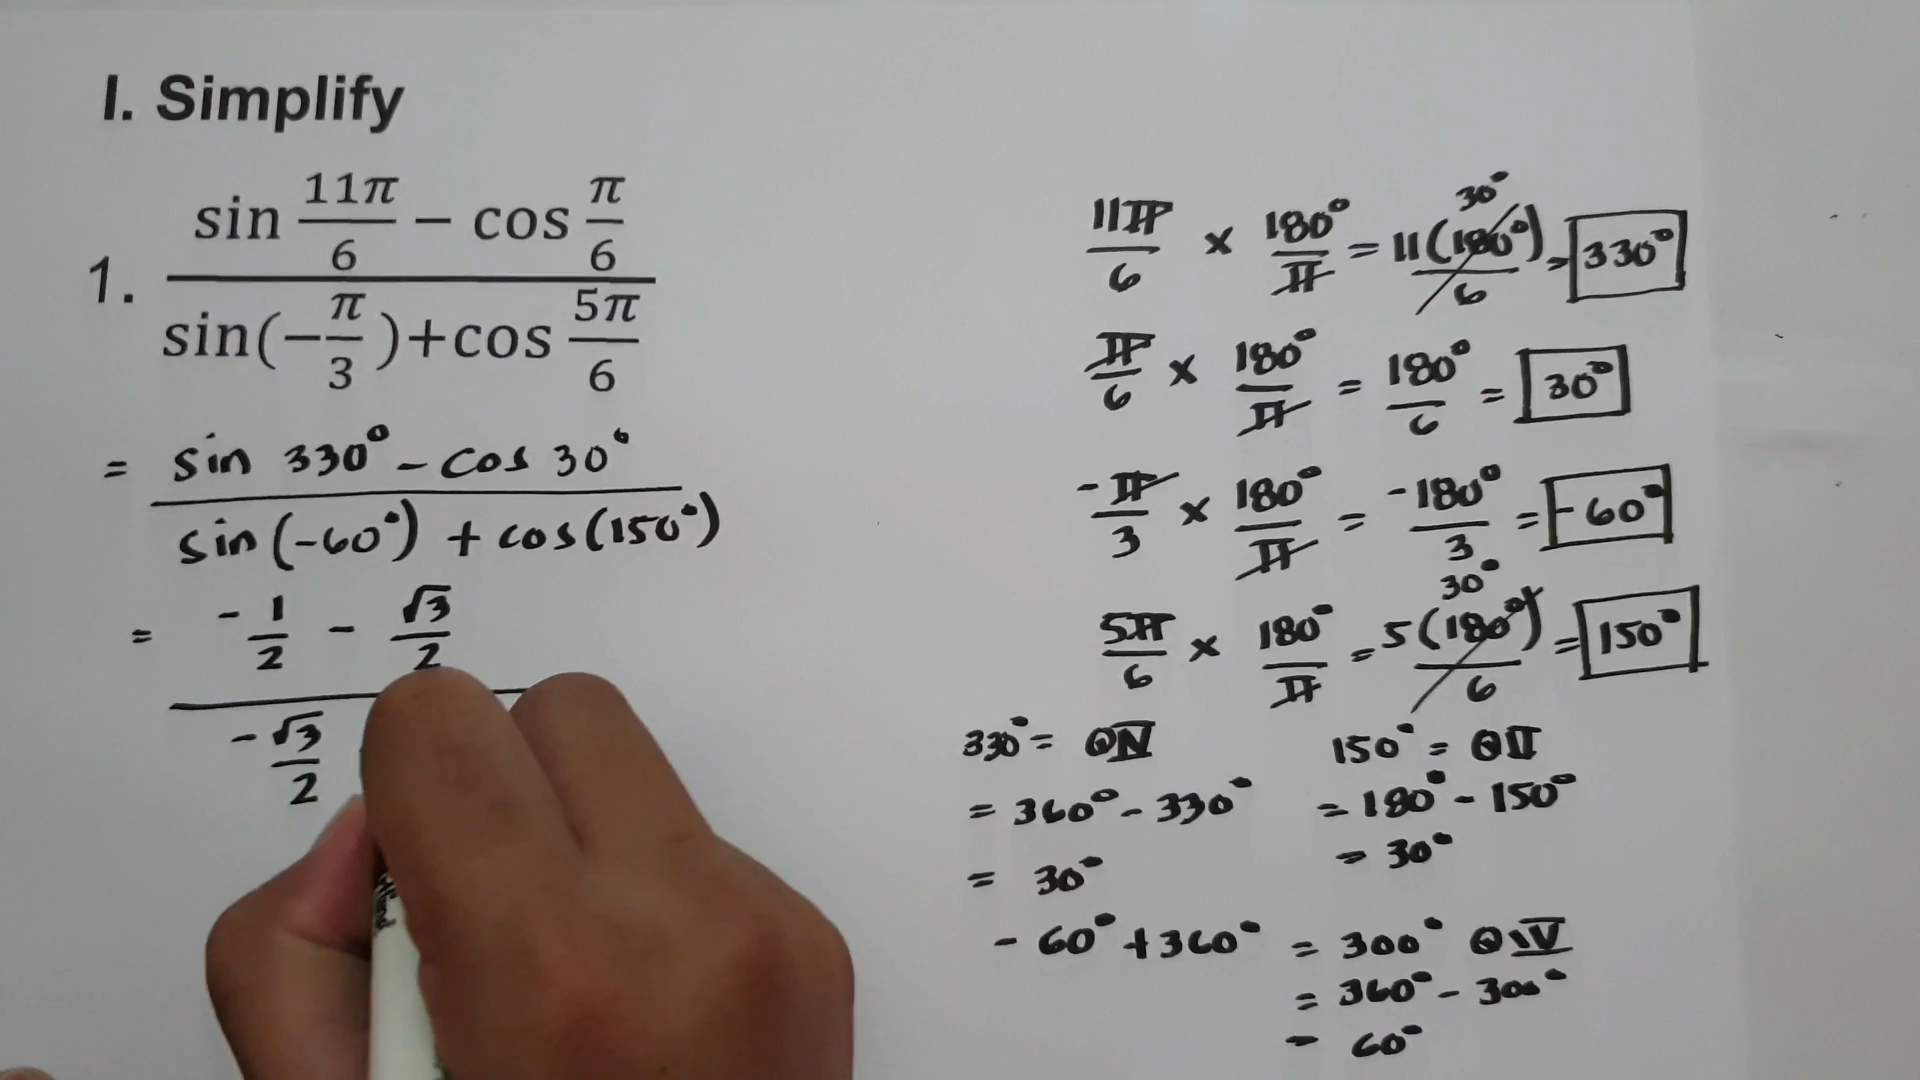 I. Simplify
1. (sin 11π/6 − cos π/6) / (sin(−π/3)+cos 5π/6)
= (sin 330° − cos 30°) / (sin(−60°) + cos(150°))
= −1/2 − √3/2
−√3/2
11π/6 × 180°/π = 11(180°)/6 = 330°
30°
π/6 × 180°/π = 180°/6 = 30°
−π/3 × 180°/π = −180°/3 = −60°
30°
5π/6 × 180°/π = 5(180°)/6 = 150°
330° = QIV
= 360° − 330°
= 30°
150° = QII
= 180° − 150°
= 30°
−60° + 360° = 300° QIV
= 360° − 300°
= 60°